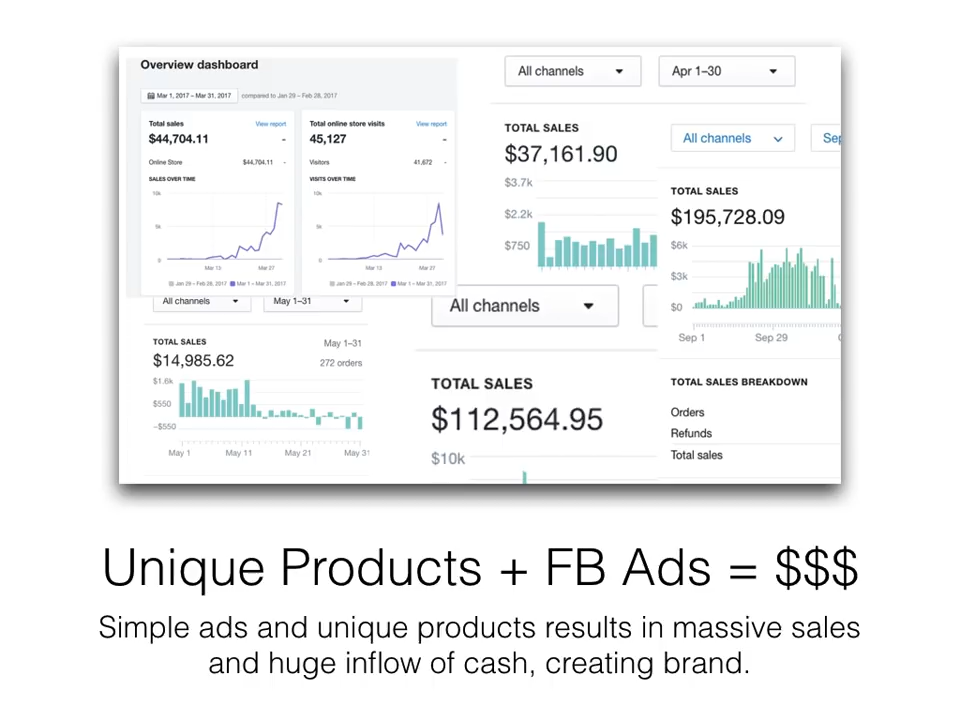 Overview dashboard
Mar 1, 2017 – Mar 31, 2017 compared to Jan 29 – Feb 28, 2017
Total sales View report
$44,704.11 -
Online Store $44,704.11 -
SALES OVER TIME
10k
5k
0
Mar 13 Mar 27
Jan 29 – Feb 28, 2017 Mar 1 – Mar 31, 2017
Total online store visits View report
45,127 -
Visitors 41,672 -
VISITS OVER TIME
10k
5k
0
Mar 13 Mar 27
Jan 29 – Feb 28, 2017 Mar 1 – Mar 31, 2017
All channels Apr 1–30
TOTAL SALES
$37,161.90
$3.7k
$2.2k
$750
All channels Sep
TOTAL SALES
$195,728.09
$6k
$3k
$0
Sep 1 Sep 29
TOTAL SALES BREAKDOWN
Orders
Refunds
Total sales
All channels May 1–31
TOTAL SALES May 1–31
$14,985.62 272 orders
$1.6k
$550
−$550
May 1 May 11 May 21 May 31
All channels
TOTAL SALES
$112,564.95
$10k
Unique Products + FB Ads = $$$
Simple ads and unique products results in massive sales
and huge inflow of cash, creating brand.